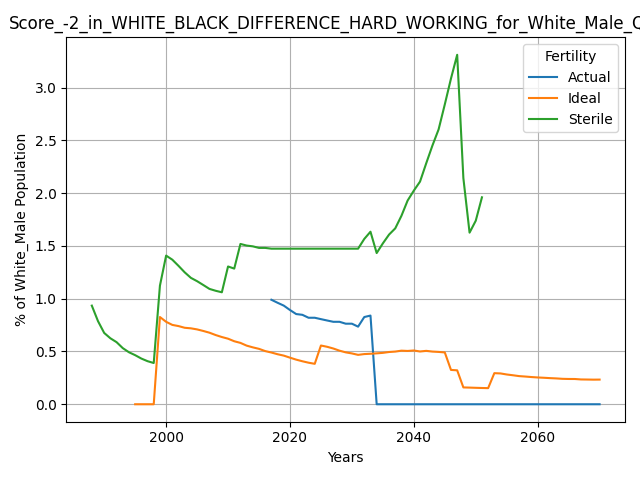 Score_-2_in_WHITE_BLACK_DIFFERENCE_HARD_WORKING_for_White_Male_
Fertility
Actual
Ideal
Sterile
% of White_Male Population
3.0
2.5
2.0
1.5
1.0
0.5
0.0
2000
2020
2040
2060
Years